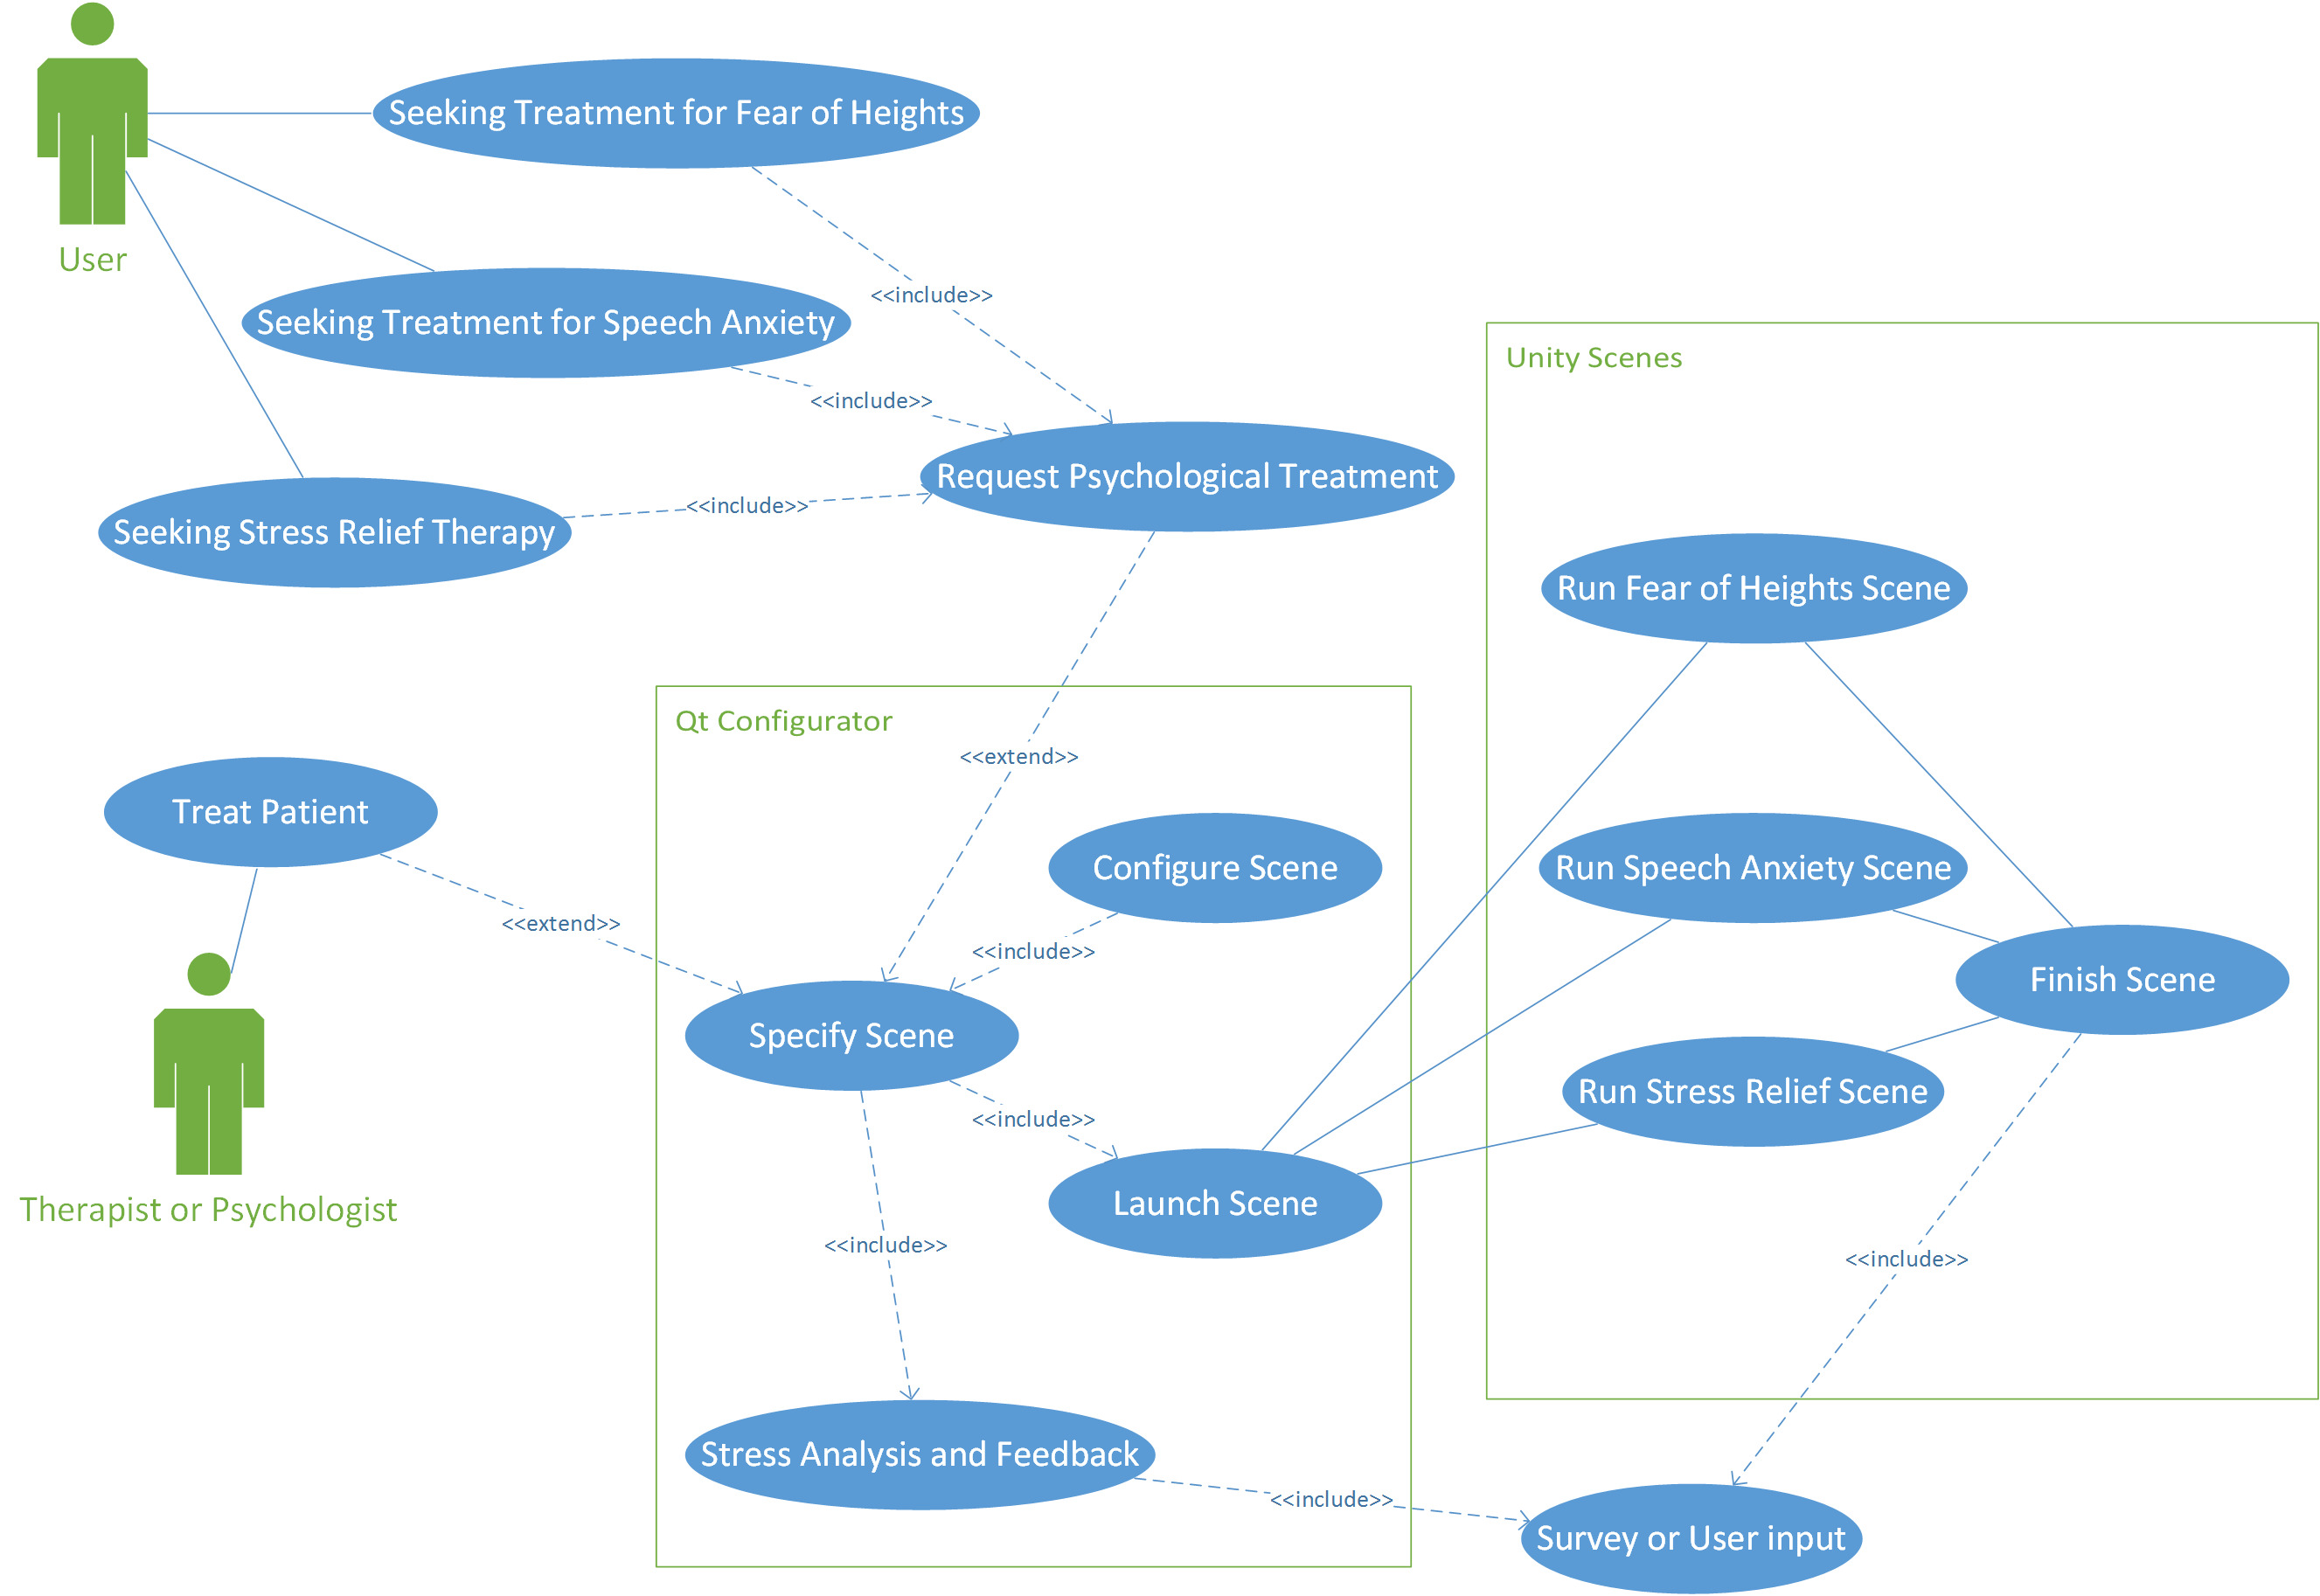 Seeking Treatment for Fear of Heights
User
<<include>>
Seeking Treatment for Speech Anxiety
Unity Scenes
<<include>>
Request Psychological Treatment
<<include>>
Seeking Stress Relief Therapy
Run Fear of Heights Scene
Qt Configurator
<<extend>>
Treat Patient
Configure Scene
Run Speech Anxiety Scene
<<extend>>
<<include>>
Finish Scene
Specify Scene
Run Stress Relief Scene
<<include>>
Launch Scene
Therapist or Psychologist
<<include>>
<<include>>
Stress Analysis and Feedback
<<include>>
Survey or User input